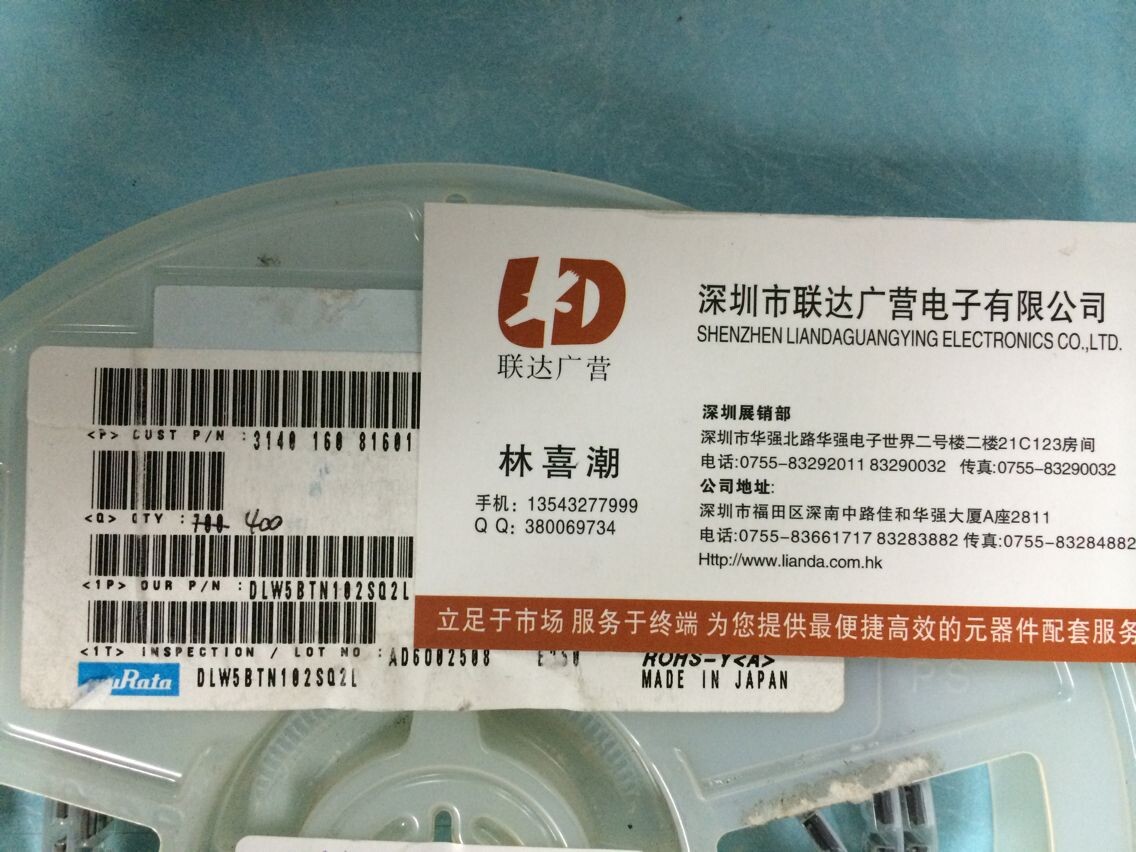 深圳市联达广营电子有限公司
SHENZHEN LIANDAGUANGYING ELECTRONICS CO.,LTD.
联达广营
林喜潮
手机: 13543277999
Q Q: 380069734
深圳展销部
深圳市华强北路华强电子世界二号楼二楼21C123房间
电话:0755-83292011 83290032 传真:0755-83290032
公司地址:
深圳市福田区深南中路佳和华强大厦A座2811
电话:0755-83661717 83283882 传真:0755-83284882
Http://www.lianda.com.hk
立足于市场 服务于终端 为您提供最便捷高效的元器件配套服务
<P> CUST P/N : 3140 160 81601
<Q> QTY : 700 400
<1P> OUR P/N : DLW5BTN102SQ2L
<1T> INSPECTION / LOT NO : AD6002508
ROHS-Y<A>
muRata DLW5BTN102SQ2L MADE IN JAPAN
PS